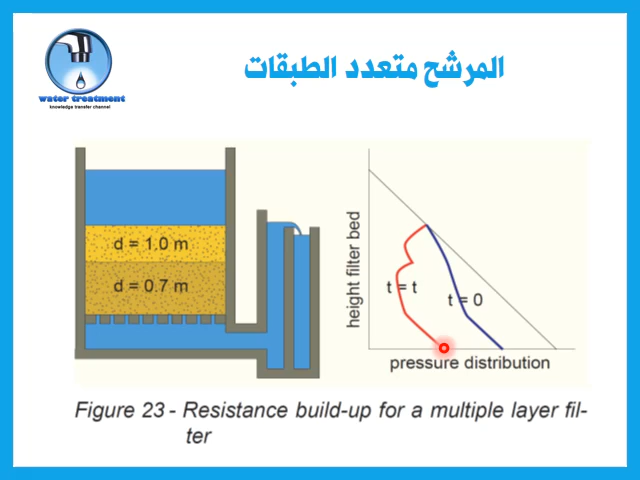 المرشح متعدد الطبقات
water treatment
knowledge transfer channel
d = 1.0 m
d = 0.7 m
height filter bed
t = t
t = 0
pressure distribution
Figure 23 - Resistance build-up for a multiple layer fil-
ter